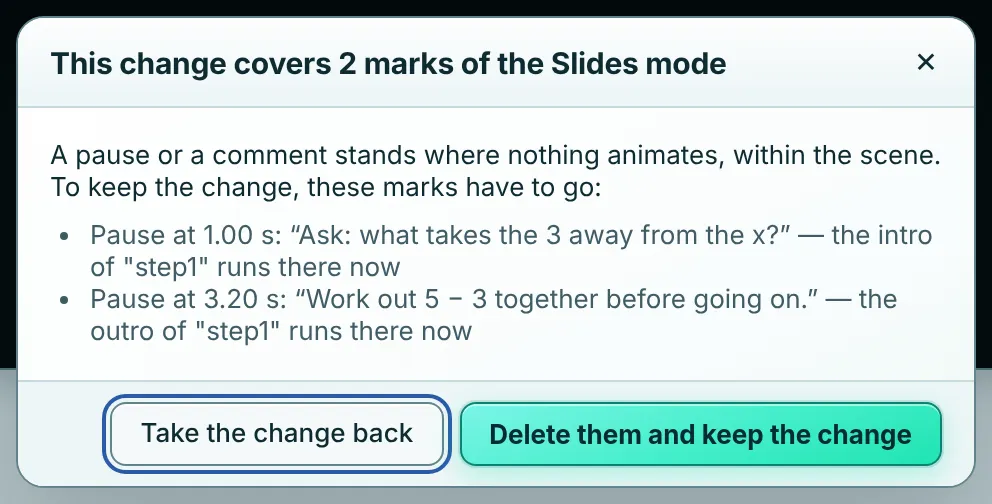 This change covers 2 marks of the Slides mode
A pause or a comment stands where nothing animates, within the scene.
To keep the change, these marks have to go:
• Pause at 1.00 s: “Ask: what takes the 3 away from the x?” — the intro
of "step1" runs there now
• Pause at 3.20 s: “Work out 5 − 3 together before going on.” — the
outro of "step1" runs there now
Take the change back
Delete them and keep the change